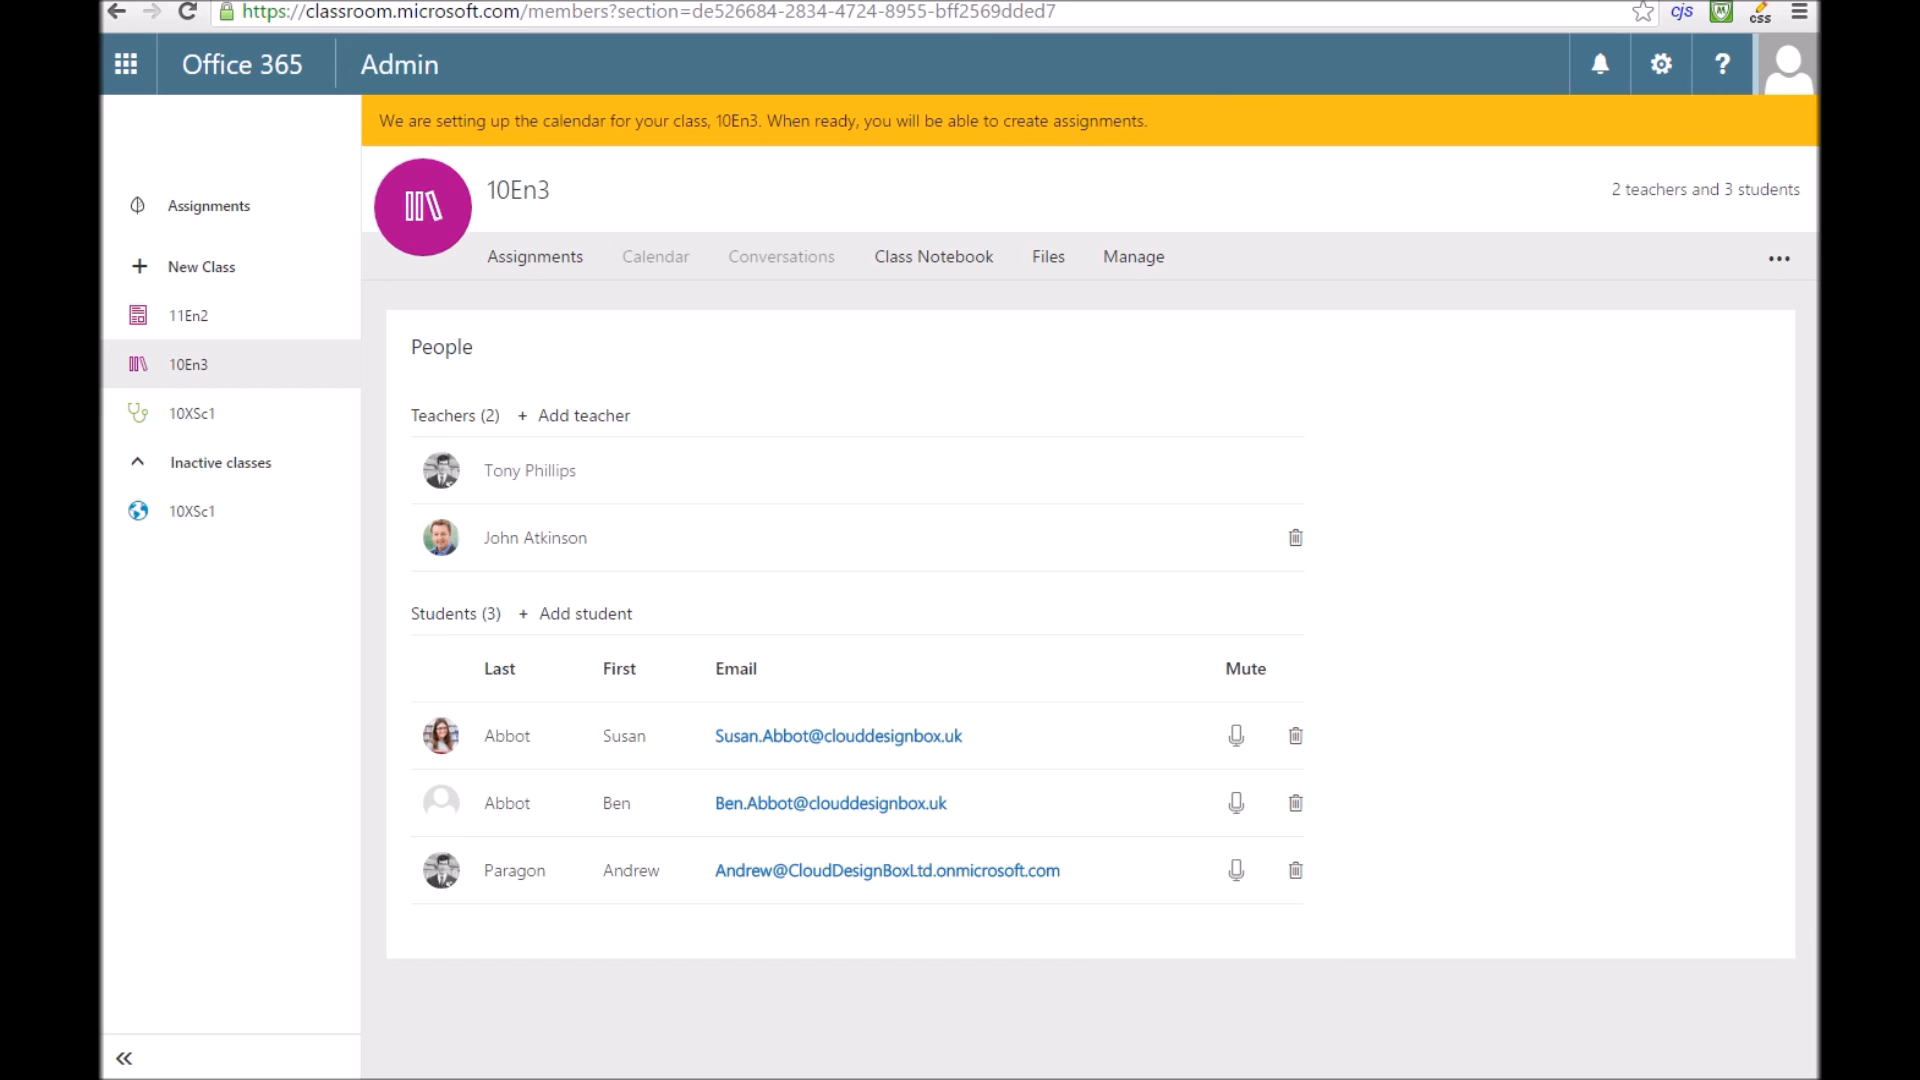 https://classroom.microsoft.com/members?section=de526684-2834-4724-8955-bff2569dded7
cjs
css
Office 365
Admin
?
We are setting up the calendar for your class, 10En3. When ready, you will be able to create assignments.
10En3
2 teachers and 3 students
Assignments Calendar Conversations Class Notebook Files Manage
Assignments
New Class
11En2
10En3
10XSc1
Inactive classes
10XSc1
People
Teachers (2) + Add teacher
Tony Phillips
John Atkinson
Students (3) + Add student
Last First Email Mute
Abbot Susan Susan.Abbot@clouddesignbox.uk
Abbot Ben Ben.Abbot@clouddesignbox.uk
Paragon Andrew Andrew@CloudDesignBoxLtd.onmicrosoft.com